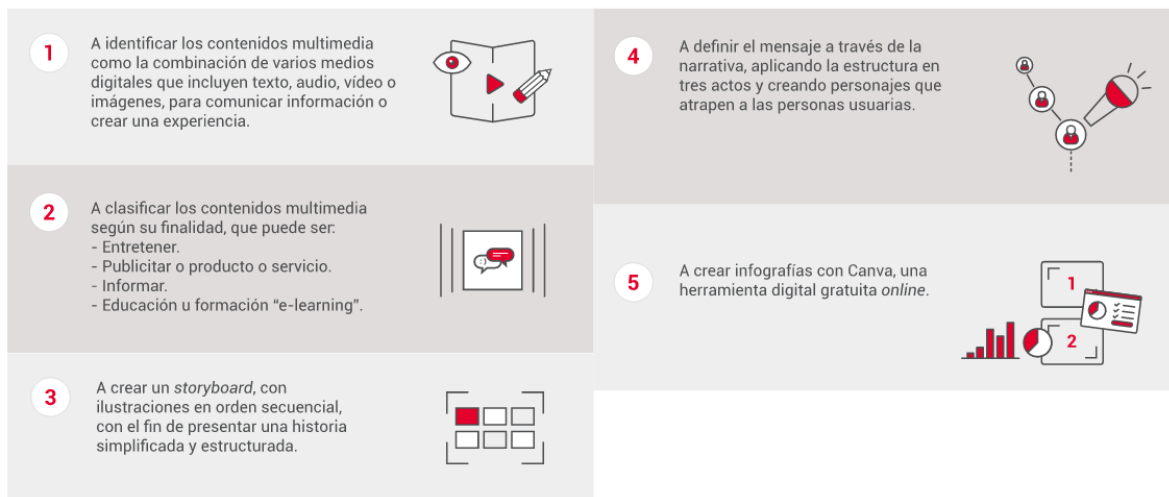 1
A identificar los contenidos multimedia
como la combinación de varios medios
digitales que incluyen texto, audio, vídeo o
imágenes, para comunicar información o
crear una experiencia.
2
A clasificar los contenidos multimedia
según su finalidad, que puede ser:
- Entretener.
- Publicitar o producto o servicio.
- Informar.
- Educación u formación “e-learning”.
3
A crear un storyboard, con
ilustraciones en orden secuencial,
con el fin de presentar una historia
simplificada y estructurada.
4
A definir el mensaje a través de la
narrativa, aplicando la estructura en
tres actos y creando personajes que
atrapen a las personas usuarias.
5
A crear infografías con Canva, una
herramienta digital gratuita online.
1
2